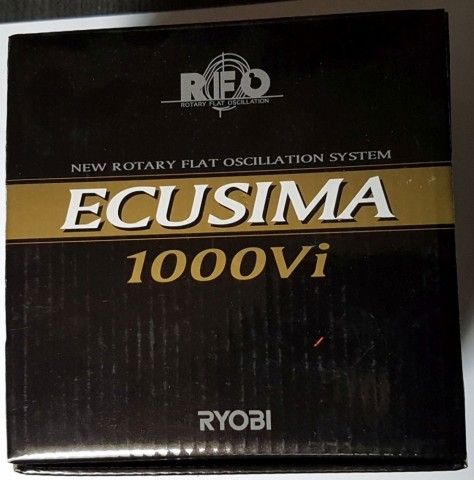 RFO
ROTARY FLAT OSCILLATION
NEW ROTARY FLAT OSCILLATION SYSTEM
ECUSIMA
1000Vi
RYOBI